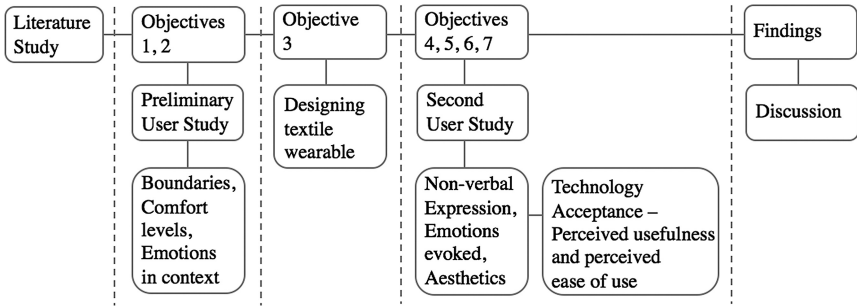 Literature
Study
Objectives
1, 2
Preliminary
User Study
Boundaries,
Comfort
levels,
Emotions
in context
Objective
3
Designing
textile
wearable
Objectives
4, 5, 6, 7
Second
User Study
Non-verbal
Expression,
Emotions
evoked,
Aesthetics
Technology
Acceptance –
Perceived usefulness
and perceived
ease of use
Findings
Discussion